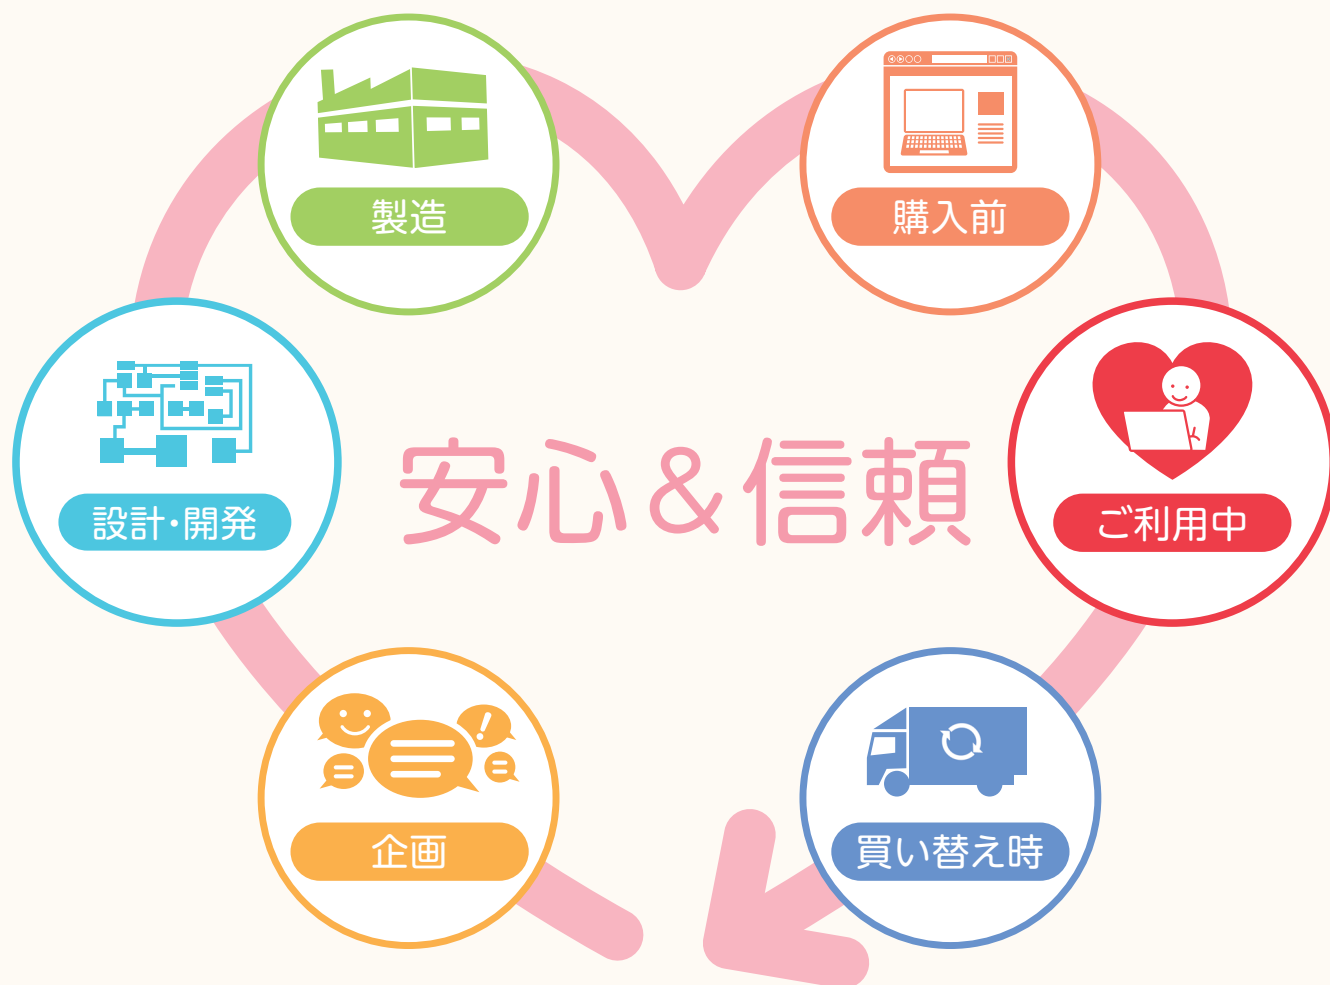 製造
購入前
設計・開発
安心&信頼
ご利用中
企画
買い替え時